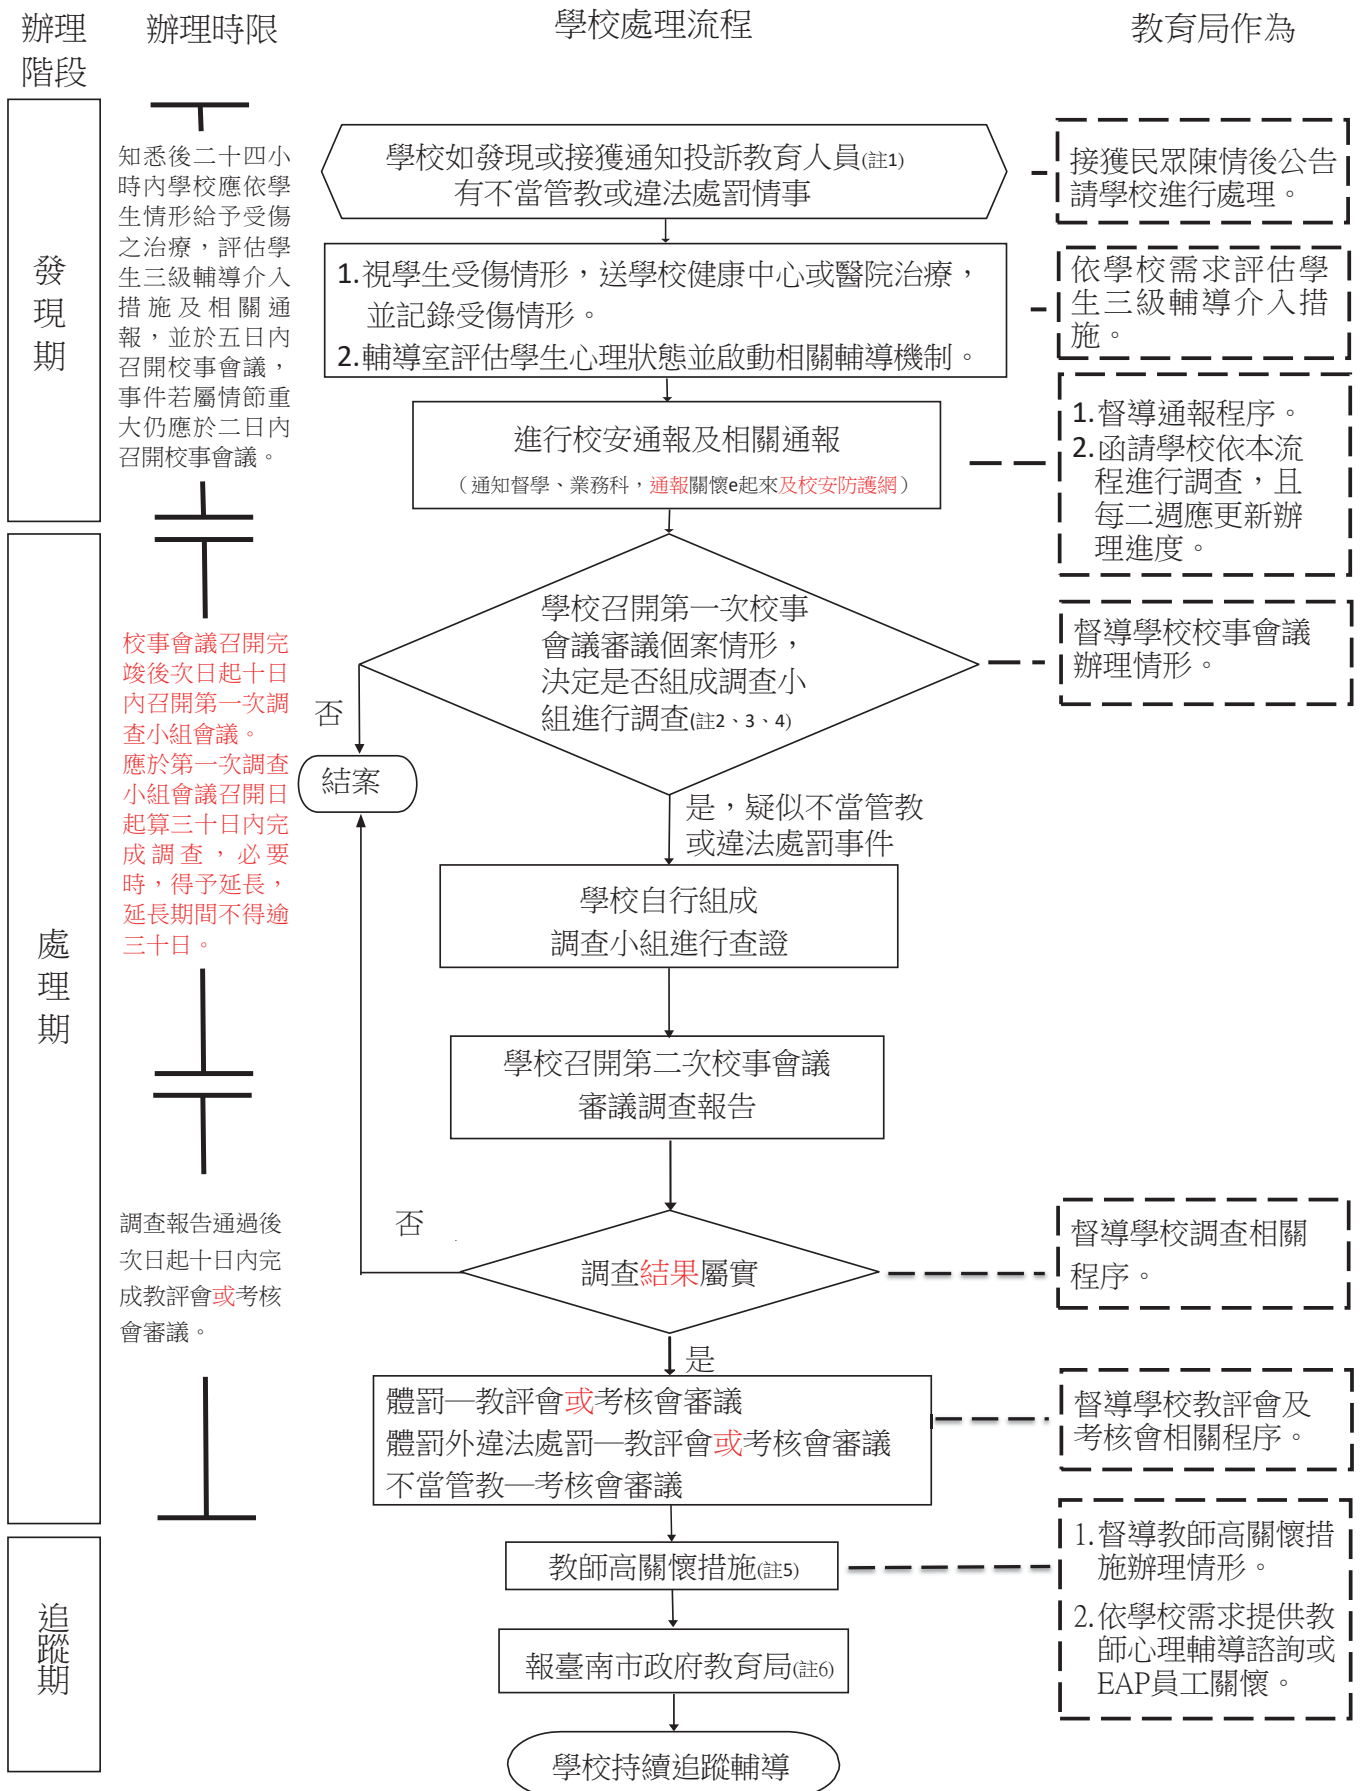 辦理
階段
辦理時限
學校處理流程
教育局作為
發
現
期
知悉後二十四小
時內學校應依學
生情形給予受傷
之治療，評估學
生三級輔導介入
措施及相關通
報，並於五日內
召開校事會議，
事件若屬情節重
大仍應於二日內
召開校事會議。
學校如發現或接獲通知投訴教育人員(註1)
有不當管教或違法處罰情事
接獲民眾陳情後公告
請學校進行處理。
1.視學生受傷情形，送學校健康中心或醫院治療，
並記錄受傷情形。
2.輔導室評估學生心理狀態並啟動相關輔導機制。
依學校需求評估學
生三級輔導介入措
施。
進行校安通報及相關通報
（通知督學、業務科，通報關懷e起來及校安防護網）
1.督導通報程序。
2.函請學校依本流
程進行調查，且
每二週應更新辦
理進度。
處
理
期
校事會議召開完
竣後次日起十日
內召開第一次調
查小組會議。
應於第一次調查
小組會議召開日
起算三十日內完
成調查，必要
時，得予延長，
延長期間不得逾
三十日。
學校召開第一次校事
會議審議個案情形，
決定是否組成調查小
組進行調查(註2、3、4)
督導學校校事會議
辦理情形。
否
結案
是，疑似不當管教
或違法處罰事件
學校自行組成
調查小組進行查證
學校召開第二次校事會議
審議調查報告
調查報告通過後
次日起十日內完
成教評會或考核
會審議。
否
調查結果屬實
督導學校調查相關
程序。
是
體罰—教評會或考核會審議
體罰外違法處罰—教評會或考核會審議
不當管教—考核會審議
督導學校教評會及
考核會相關程序。
追
蹤
期
教師高關懷措施(註5)
1.督導教師高關懷措
施辦理情形。
2.依學校需求提供教
師心理輔導諮詢或
EAP員工關懷。
報臺南市政府教育局(註6)
學校持續追蹤輔導